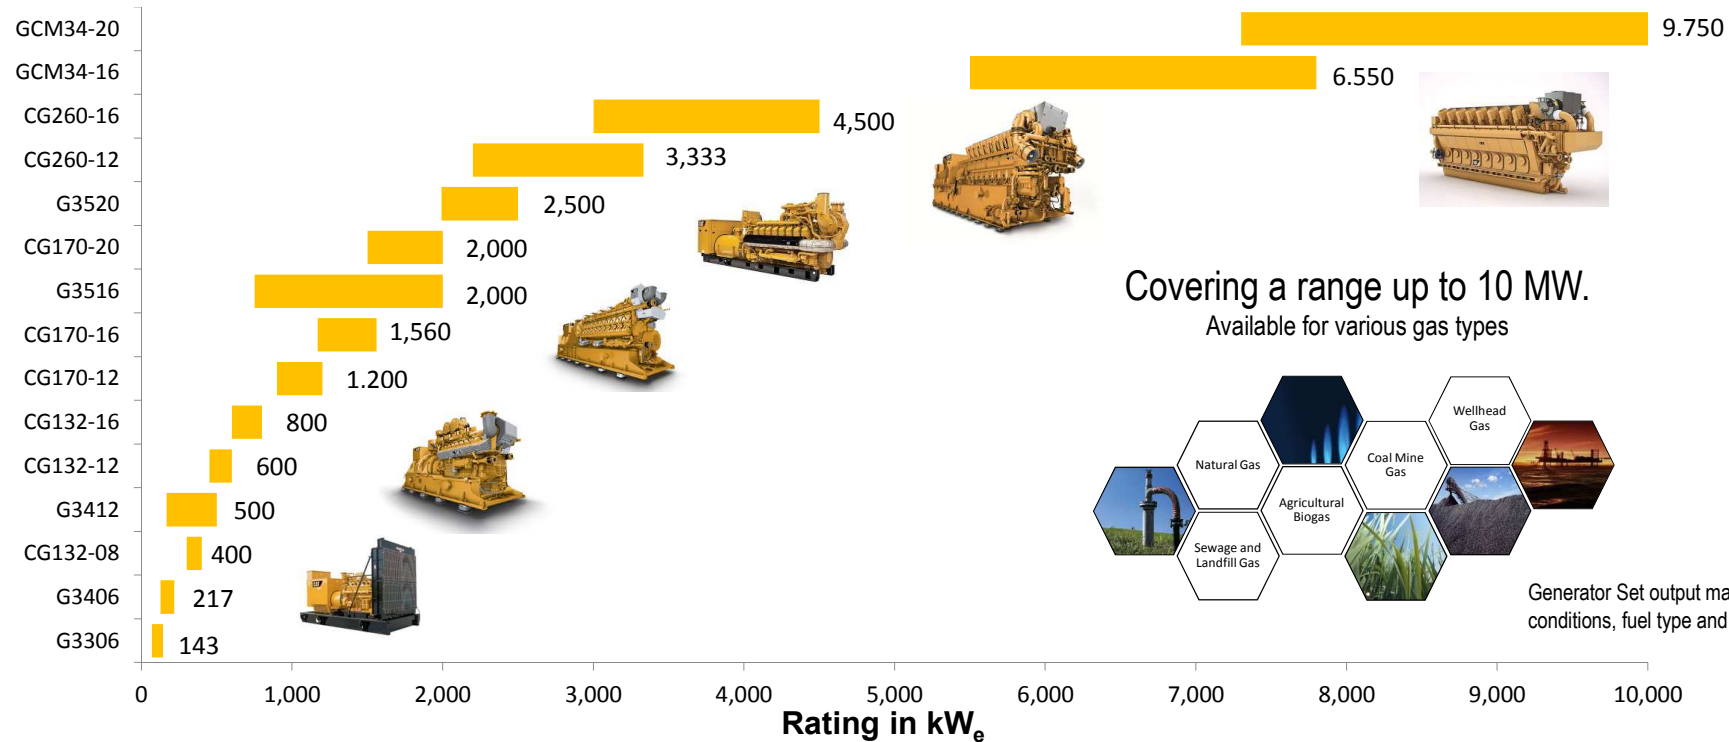 GCM34-20
9.750
GCM34-16
6.550
CG260-16
4,500
CG260-12
3,333
G3520
2,500
CG170-20
2,000
G3516
2,000
CG170-16
1,560
CG170-12
1.200
CG132-16
800
CG132-12
600
G3412
500
CG132-08
400
G3406
217
G3306
143
0
1,000
2,000
3,000
4,000
5,000
6,000
7,000
8,000
9,000
10,000
Rating in kWe
Covering a range up to 10 MW.
Available for various gas types
Wellhead
Gas
Natural Gas
Coal Mine
Gas
Agricultural
Biogas
Sewage and
Landfill Gas
Generator Set output ma
conditions, fuel type and